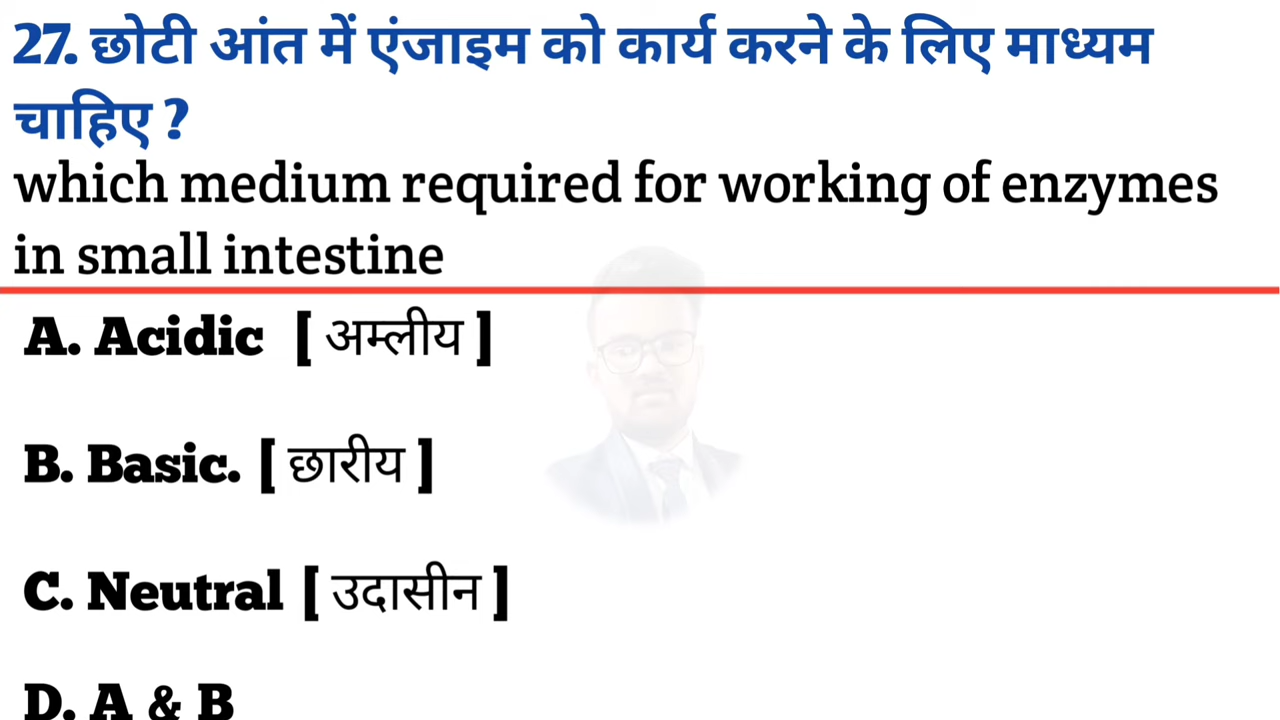 27. छोटी आंत में एंजाइम को कार्य करने के लिए माध्यम
चाहिए ?
which medium required for working of enzymes
in small intestine
A. Acidic [ अम्लीय ]
B. Basic. [ छारीय ]
C. Neutral [ उदासीन ]
D. A & B